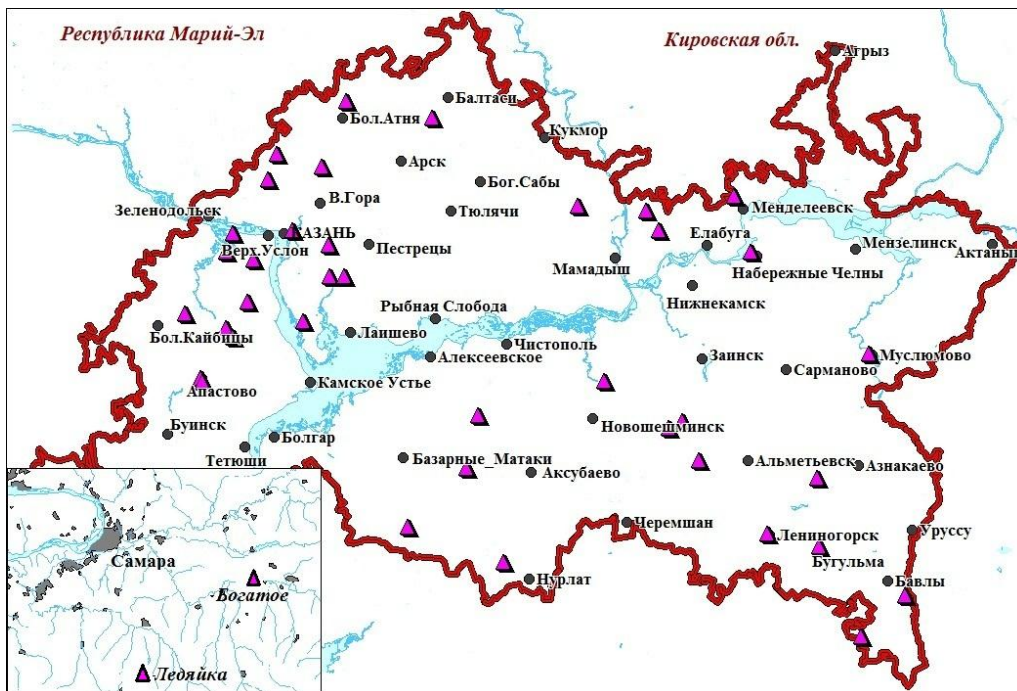 Республика Марий-Эл
Кировская обл.
Агрыз
Балтаси
Бол.Атня
Кукмор
Арск
Бог.Сабы
В.Гора
Тюлячи
Зеленодольск
Менделеевск
КАЗАНЬ
Верх.Услон
Пестрецы
Елабуга
Мензелинск
Актаныш
Мамадыш
Набережные Челны
Нижнекамск
Рыбная Слобода
Бол.Кайбицы
Лаишево
Чистополь
Алексеевское
Заинск
Муслюмово
Сарманово
Апастово
Камское Устье
Буинск
Болгар
Новошешминск
Тетюши
Базарные_Матаки
Аксубаево
Альметьевск
Азнакаево
Черемшан
Лениногорск
Уруссу
Бугульма
Нурлат
Бавлы
Самара
Богатое
Ледяйка